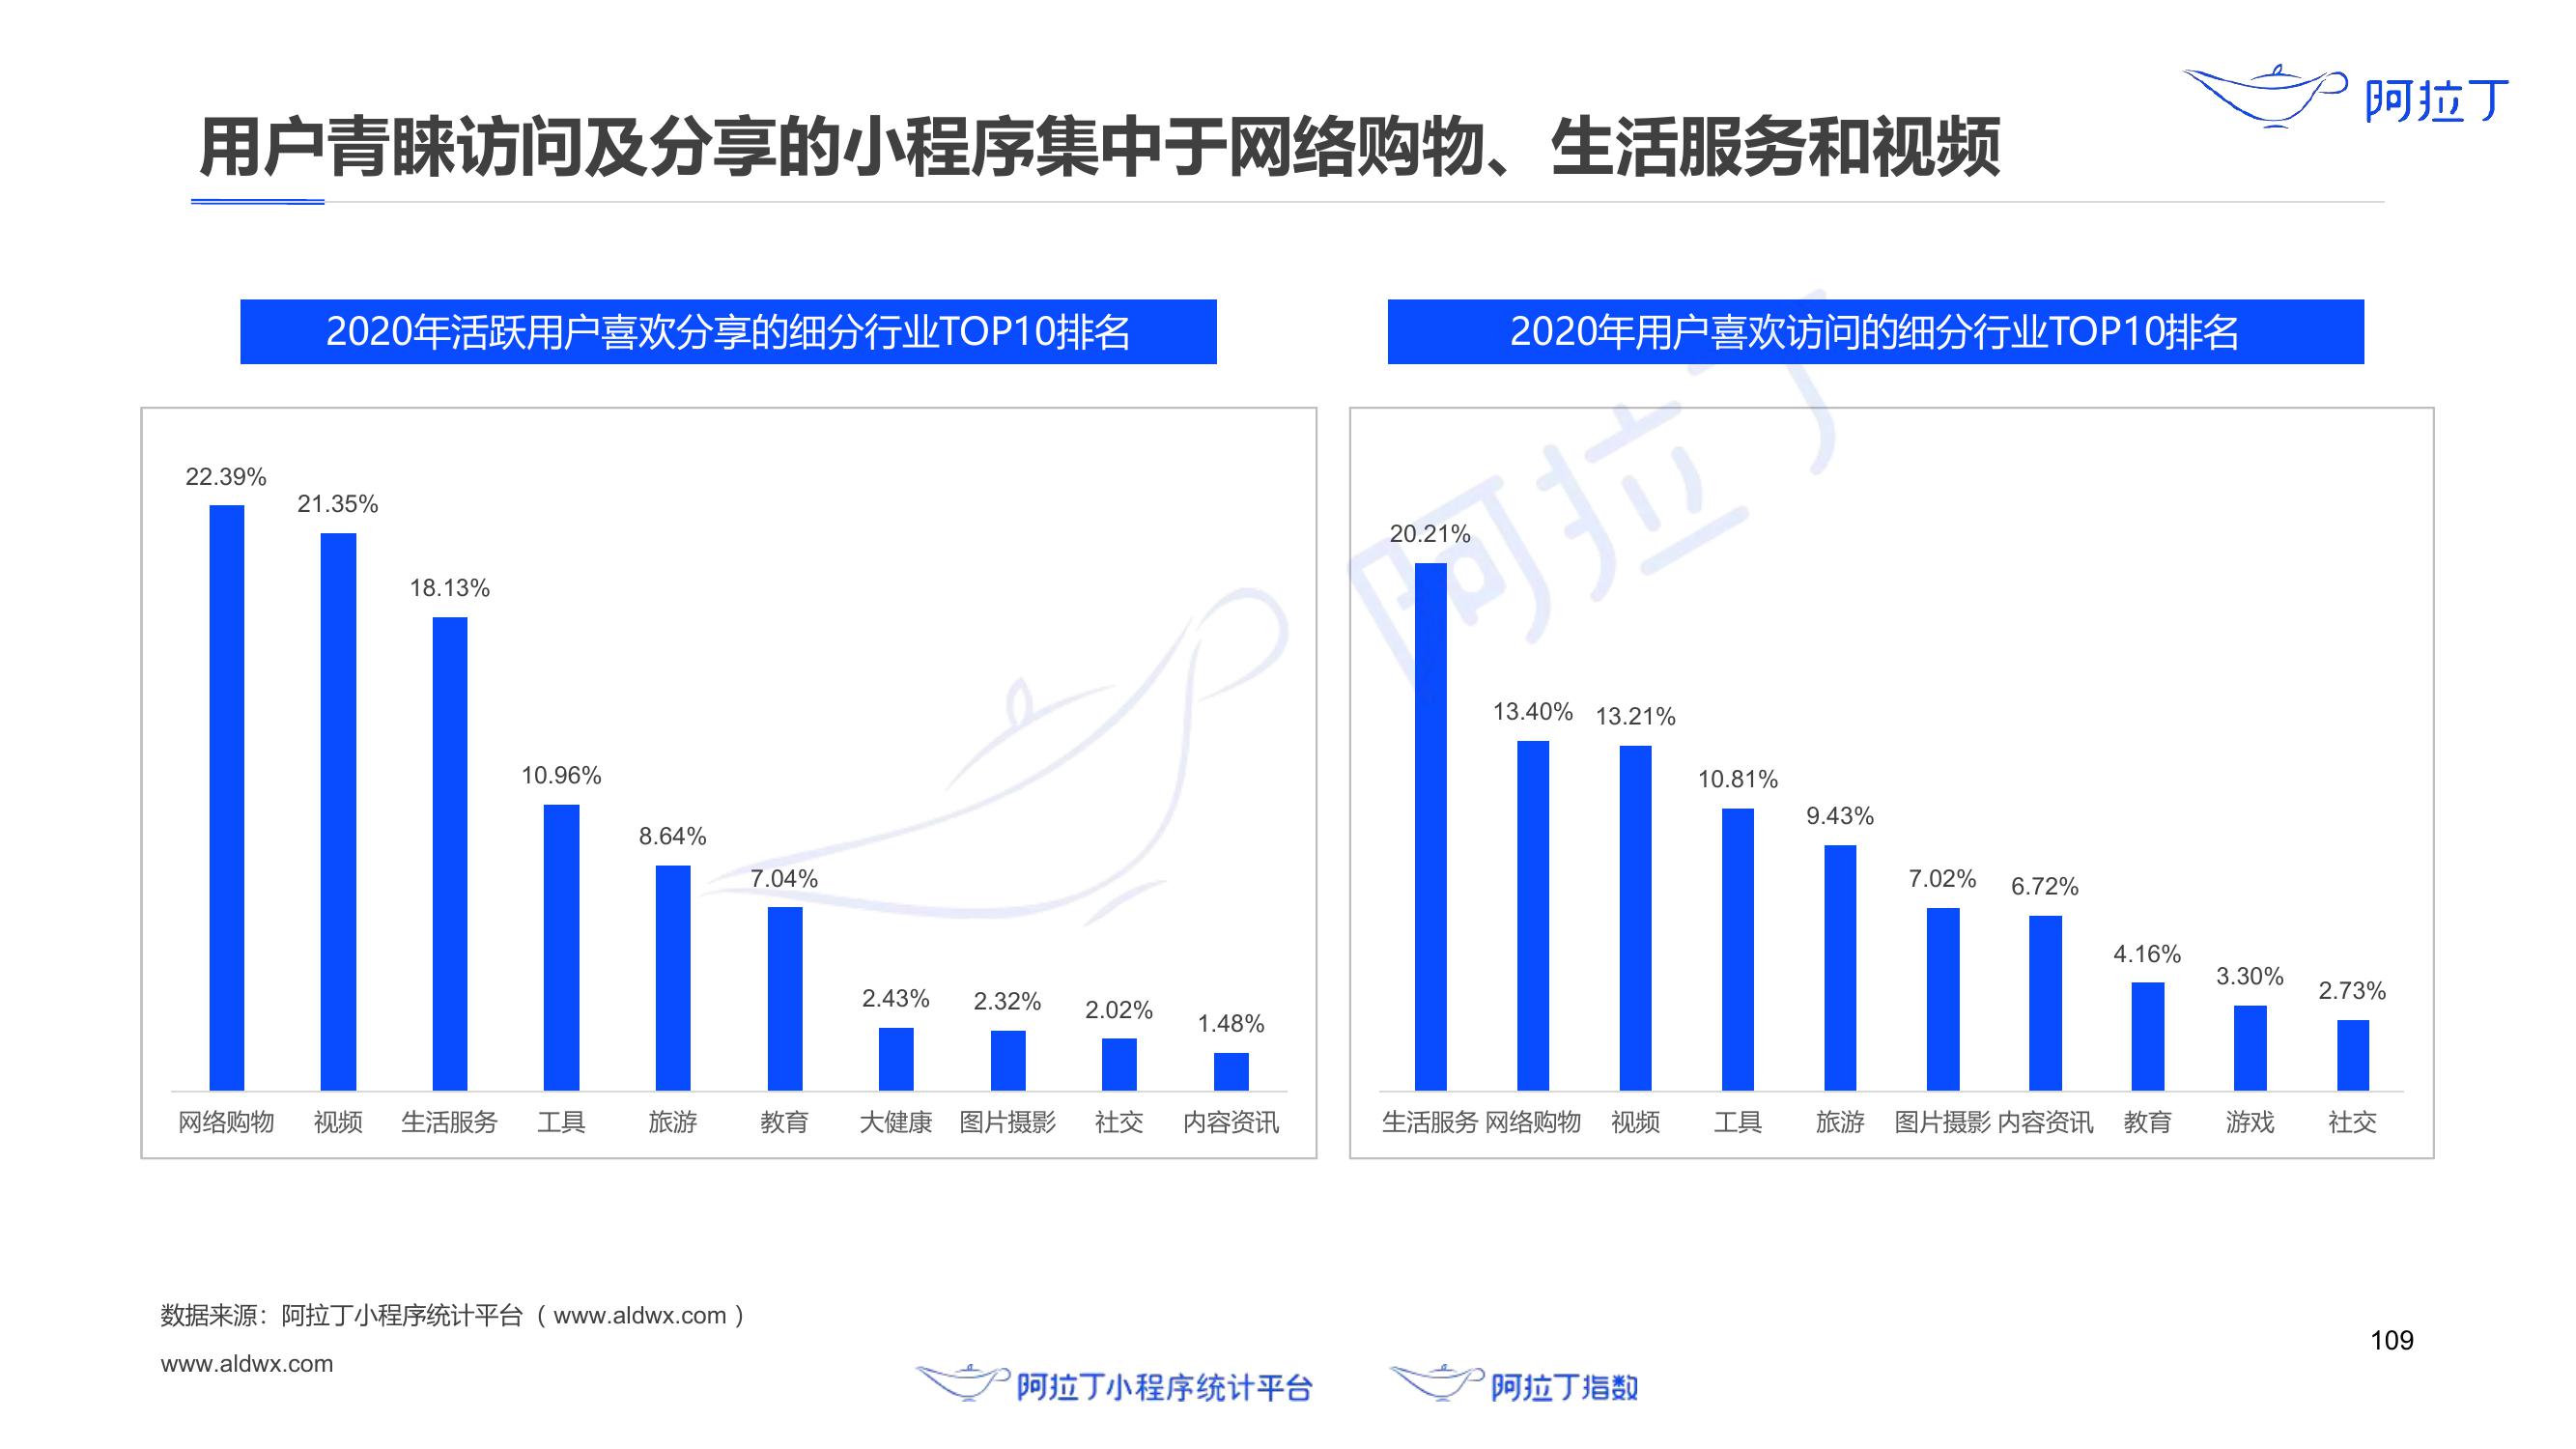 阿拉丁
用户青睐访问及分享的小程序集中于网络购物、生活服务和视频
2020年活跃用户喜欢分享的细分行业TOP10排名
22.39%
21.35%
18.13%
10.96%
8.64%
7.04%
2.43%
2.32%
2.02%
1.48%
网络购物 视频 生活服务 工具 旅游 教育 大健康 图片摄影 社交 内容资讯
2020年用户喜欢访问的细分行业TOP10排名
阿拉丁
20.21%
13.40%
13.21%
10.81%
9.43%
7.02%
6.72%
4.16%
3.30%
2.73%
生活服务 网络购物 视频 工具 旅游 图片摄影 内容资讯 教育 游戏 社交
数据来源：阿拉丁小程序统计平台（www.aldwx.com）
www.aldwx.com
阿拉丁小程序统计平台
阿拉丁指数
109